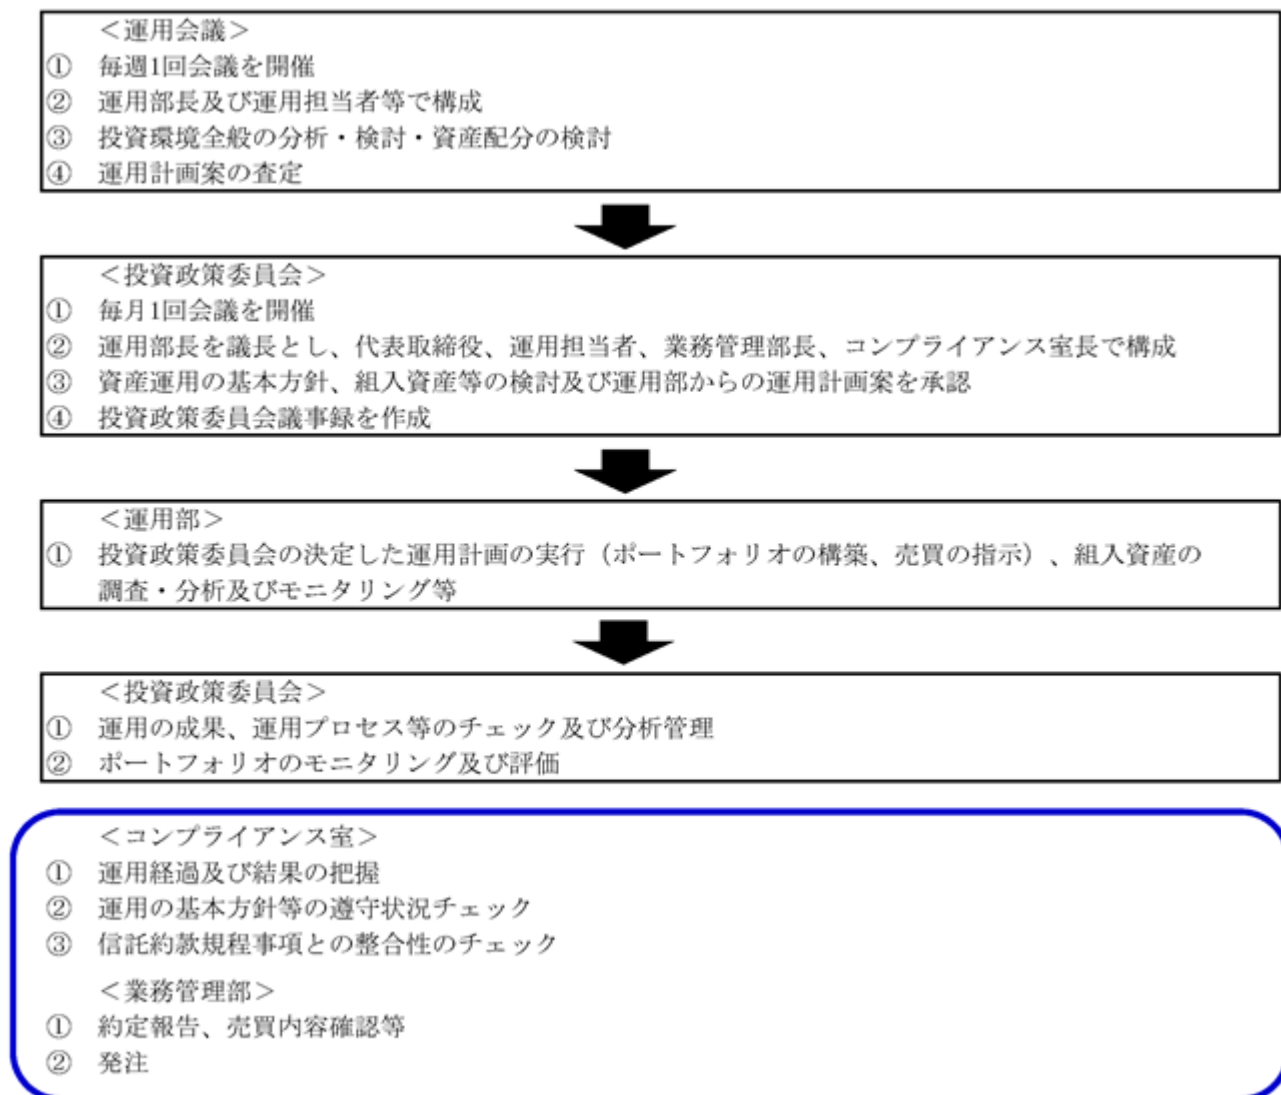 ＜運用会議＞
① 毎週1回会議を開催
② 運用部長及び運用担当者等で構成
③ 投資環境全般の分析・検討・資産配分の検討
④ 運用計画案の査定
＜投資政策委員会＞
① 毎月1回会議を開催
② 運用部長を議長とし、代表取締役、運用担当者、業務管理部長、コンプライアンス室長で構成
③ 資産運用の基本方針、組入資産等の検討及び運用部からの運用計画案を承認
④ 投資政策委員会議事録を作成
＜運用部＞
① 投資政策委員会の決定した運用計画の実行（ポートフォリオの構築、売買の指示）、組入資産の
調査・分析及びモニタリング等
＜投資政策委員会＞
① 運用の成果、運用プロセス等のチェック及び分析管理
② ポートフォリオのモニタリング及び評価
＜コンプライアンス室＞
① 運用経過及び結果の把握
② 運用の基本方針等の遵守状況チェック
③ 信託約款規程事項との整合性のチェック
＜業務管理部＞
① 約定報告、売買内容確認等
② 発注